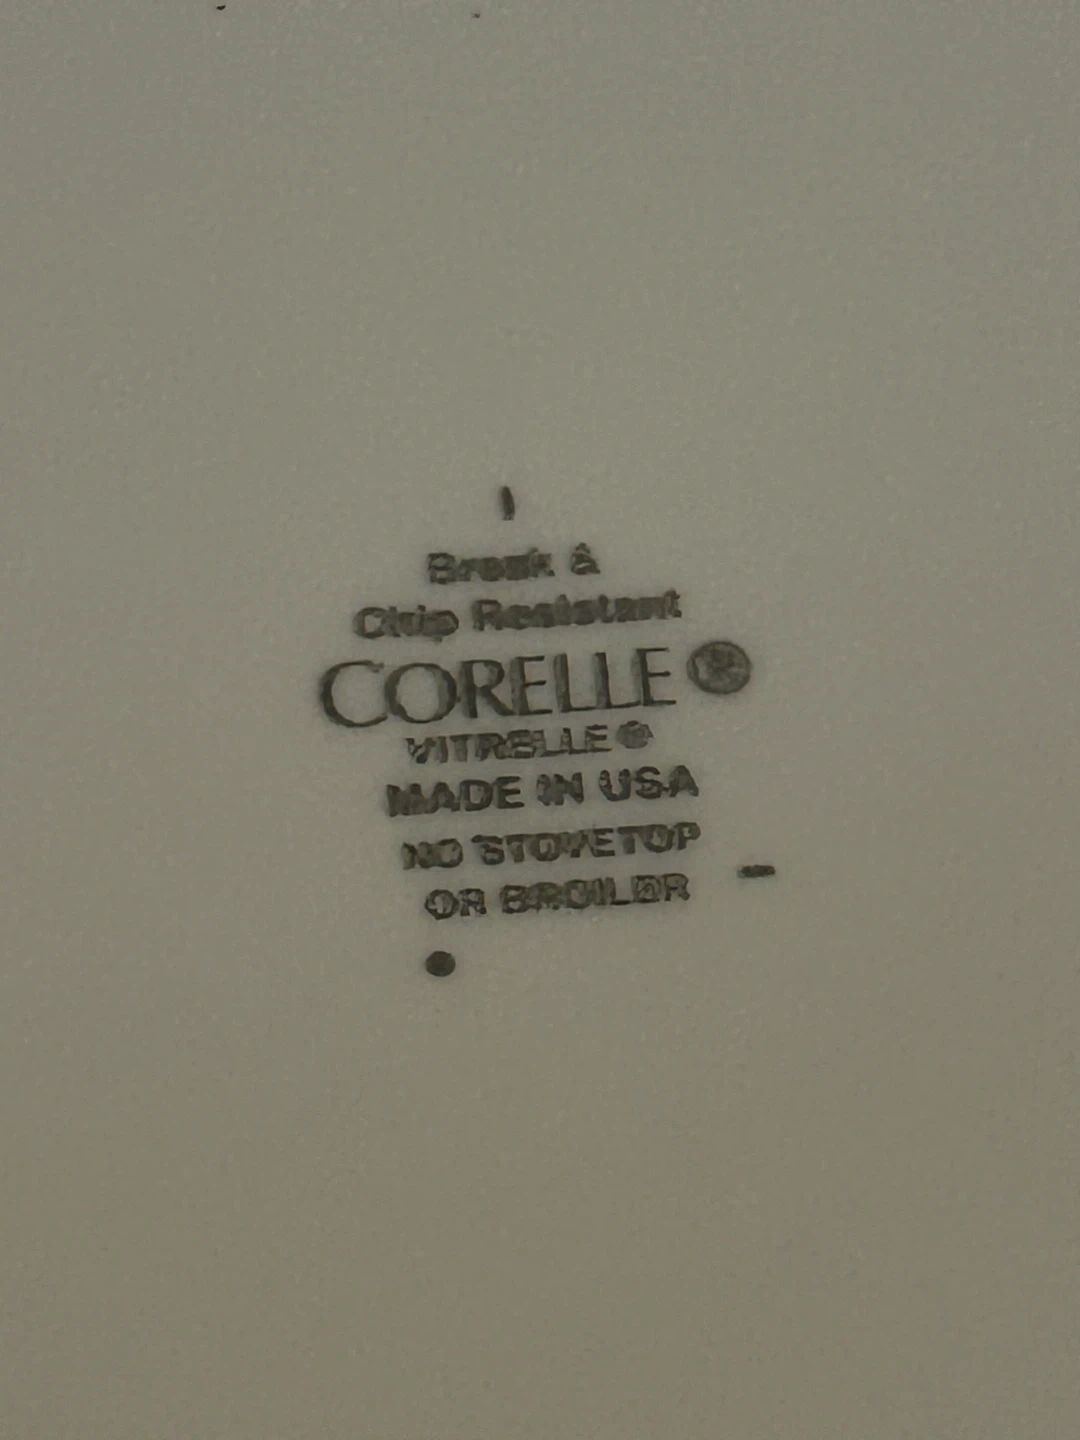 Break &
Chip Resistant
CORELLE®
VITRELLE®
MADE IN USA
NO STOVETOP
OR BROILER